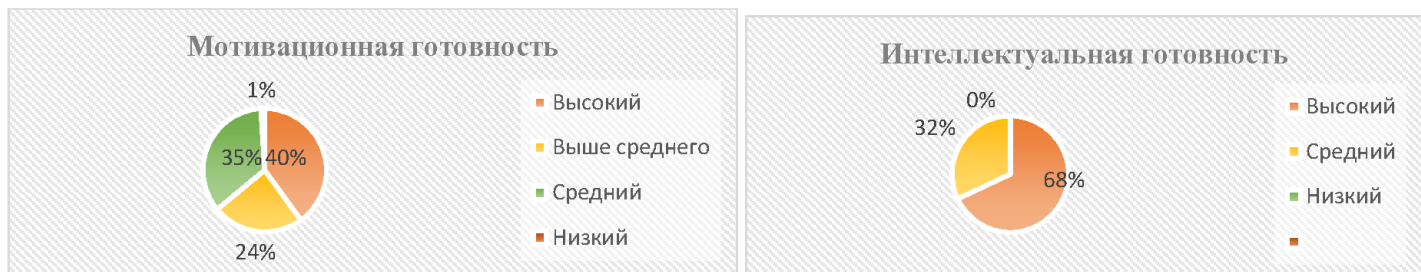 Мотивационная готовность
1%
35%
40%
24%
Высокий
Выше среднего
Средний
Низкий
Интеллектуальная готовность
0%
32%
68%
Высокий
Средний
Низкий